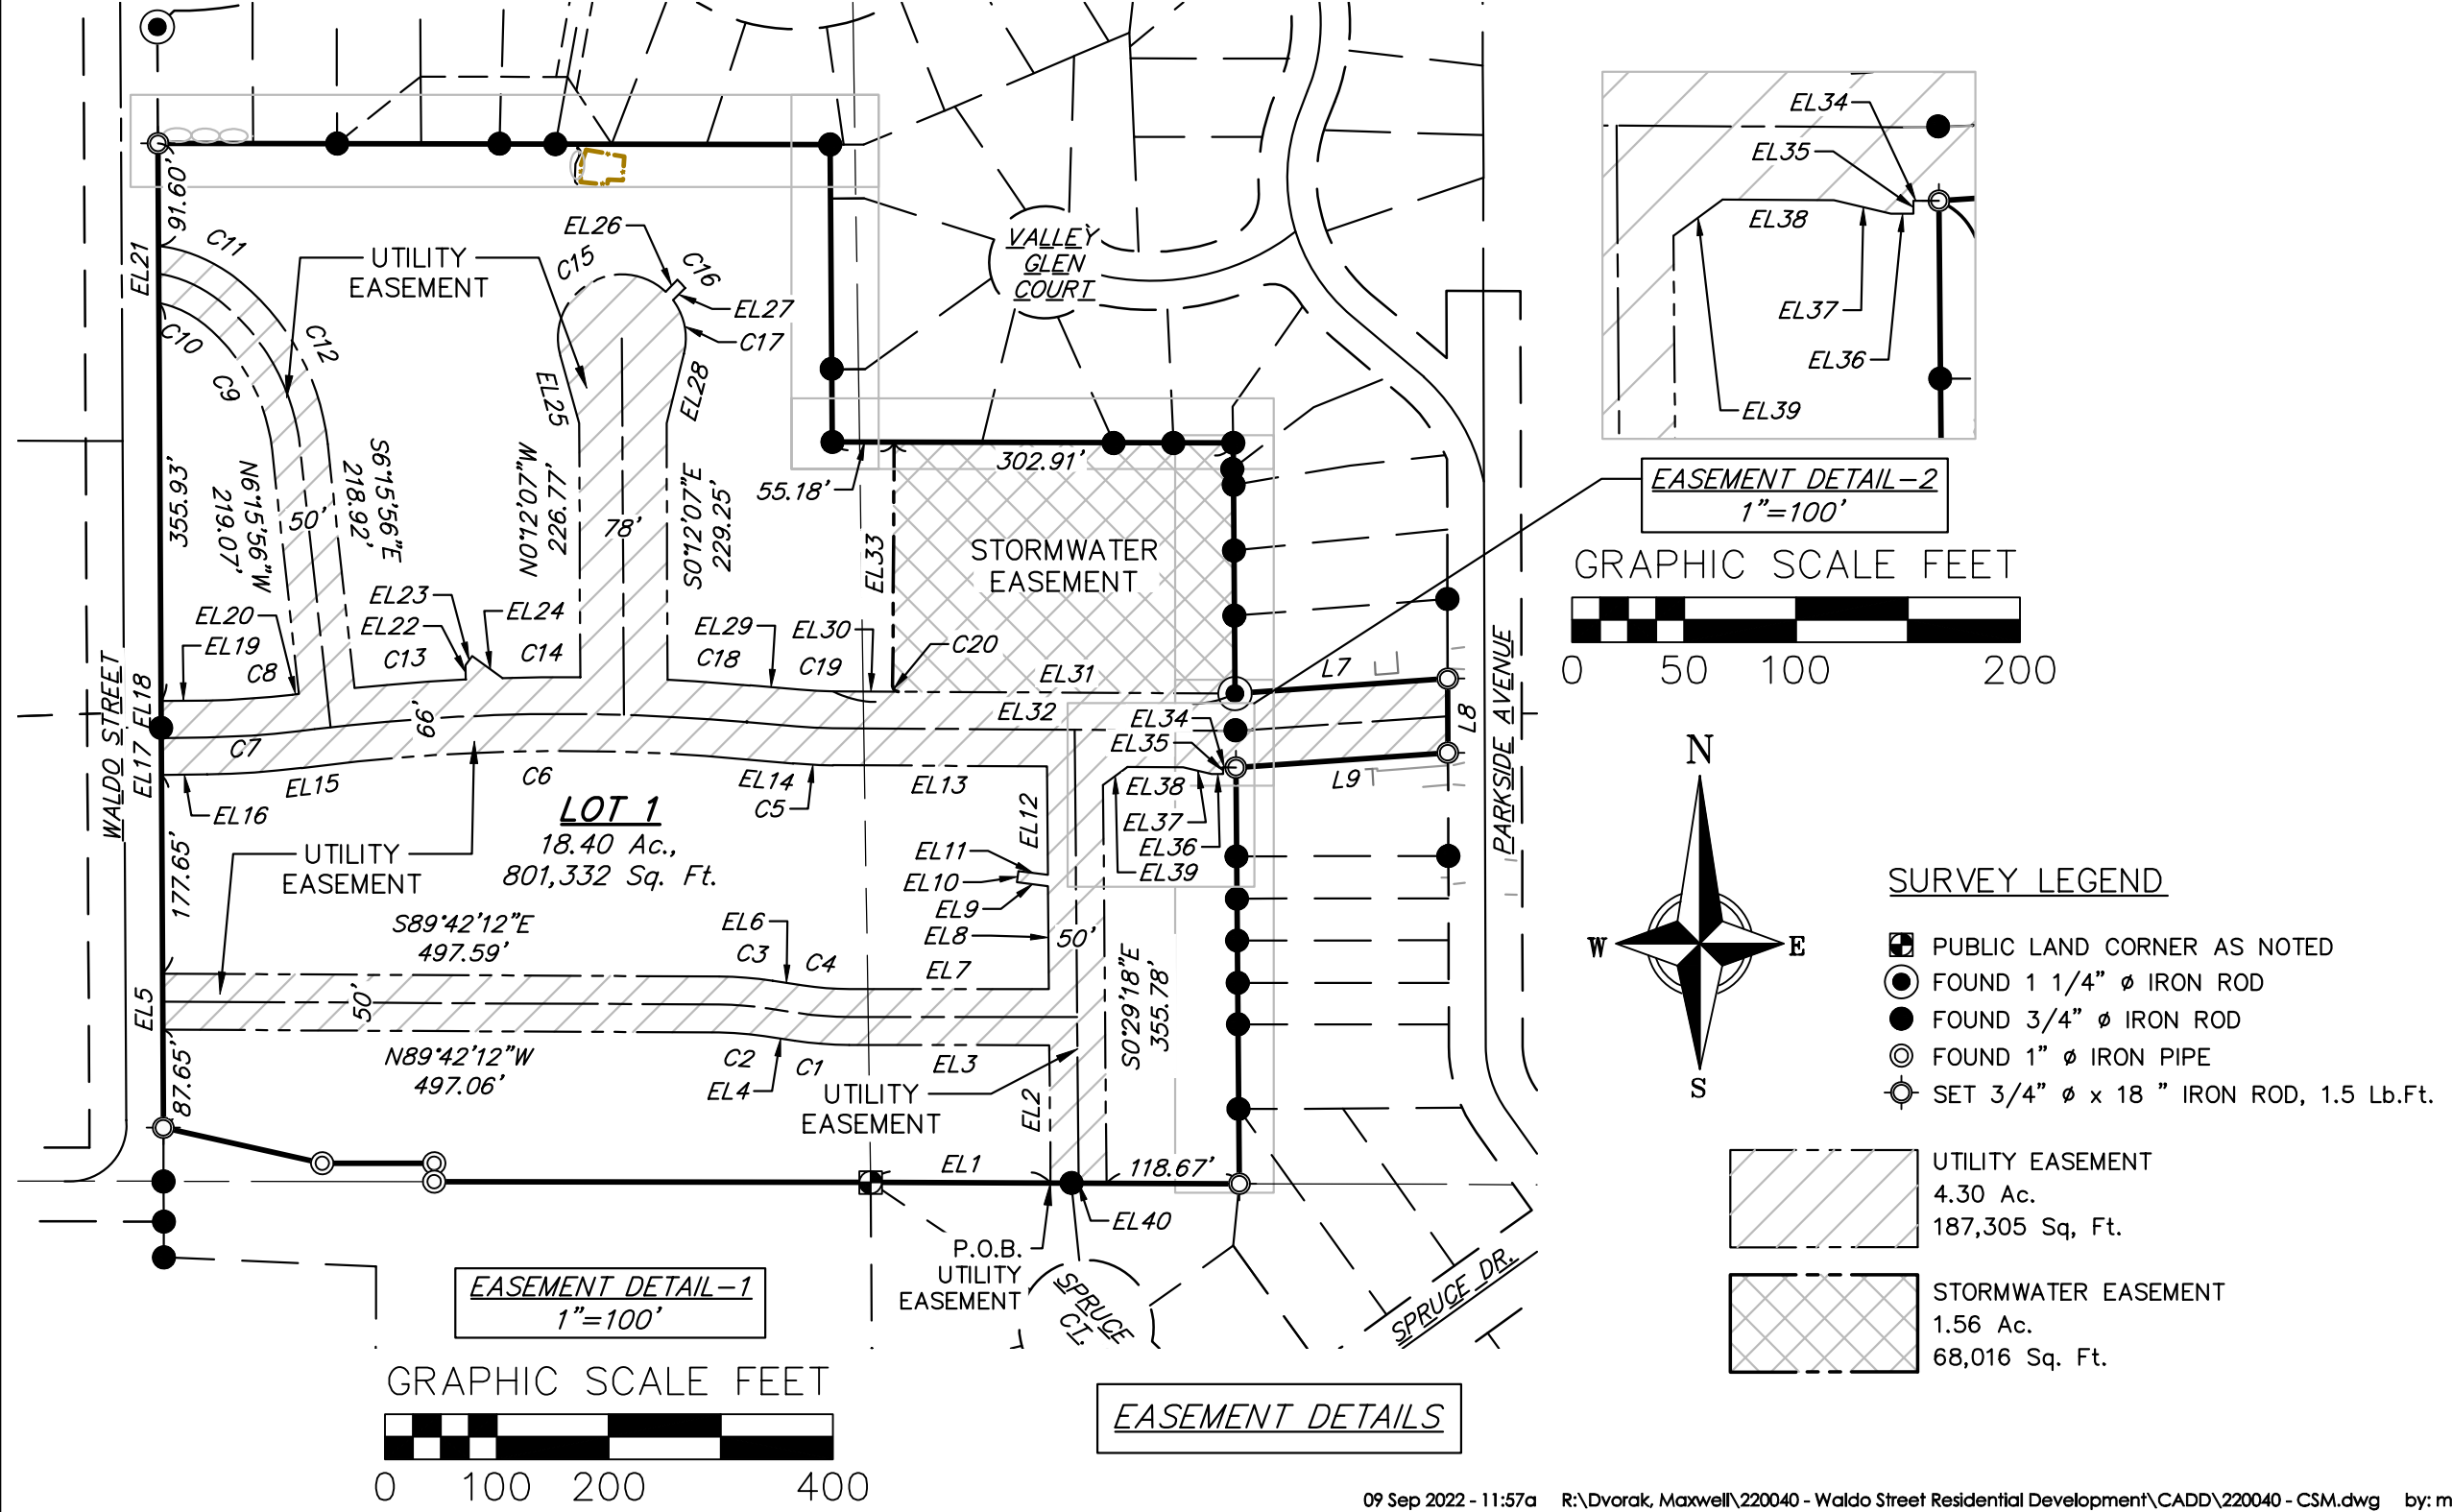 91.60'
EL21
C11
C10
C9
C12
UTILITY
EASEMENT
C15
EL26
C16
EL27
C17
EL25
EL28
VALLEY
GLEN
COURT
355.93'
N6°15'56"W
219.07'
50'
S6°15'56"E
218.92'
N0°12'07"W
226.77'
78'
S0°12'07"E
229.25'
302.91'
55.18'
EL33
STORMWATER
EASEMENT
EL23
EL24
EL22
EL20
EL19
C8
C13
C14
EL29
C18
EL30
C19
C20
EL31
EL32
L7
L8
L9
WALDO STREET
PARKSIDE AVENUE
EL18
EL17
C7
EL15
EL16
66'
C6
EL14
C5
EL13
EL34
EL35
EL38
EL37
EL36
EL39
EL12
EL11
EL10
EL9
EL8
LOT 1
18.40 Ac.,
801,332 Sq. Ft.
UTILITY
EASEMENT
177.65'
S89°42'12"E
497.59'
EL6
C3
C4
EL7
50'
S0°29'18"E
355.78'
EL5
50'
87.65'
N89°42'12"W
497.06'
C2
EL4
C1
EL3
UTILITY
EASEMENT
EL2
EL1
118.67'
EL40
P.O.B.
UTILITY
EASEMENT
SPRUCE
CT.
SPRUCE DR.
EASEMENT DETAIL-1
1"=100'
GRAPHIC SCALE FEET
0 100 200 400
EASEMENT DETAILS
EL34
EL35
EL38
EL37
EL36
EL39
EASEMENT DETAIL-2
1"=100'
GRAPHIC SCALE FEET
0 50 100 200
N
W E
S
SURVEY LEGEND
PUBLIC LAND CORNER AS NOTED
FOUND 1 1/4" ø IRON ROD
FOUND 3/4" ø IRON ROD
FOUND 1" ø IRON PIPE
SET 3/4" ø x 18 " IRON ROD, 1.5 Lb.Ft.
UTILITY EASEMENT
4.30 Ac.
187,305 Sq, Ft.
STORMWATER EASEMENT
1.56 Ac.
68,016 Sq. Ft.
09 Sep 2022 - 11:57a R:\Dvorak, Maxwell\220040 - Waldo Street Residential Development\CADD\220040 - CSM.dwg by: m